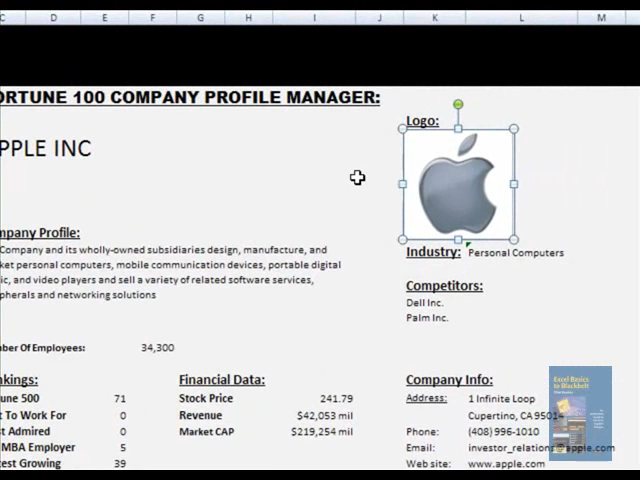 C D E F G H I J K L M
ORTUNE 100 COMPANY PROFILE MANAGER:
Logo:
PPLE INC
mpany Profile:
Company and its wholly-owned subsidiaries design, manufacture, and
ket personal computers, mobile communication devices, portable digital
ic, and video players and sell a variety of related software services,
pherals and networking solutions
Industry: Personal Computers
Competitors:
Dell Inc.
Palm Inc.
ber Of Employees: 34,300
nkings: Financial Data: Company Info:
tune 500 71 Stock Price 241.79 Address: 1 Infinite Loop
t To Work For 0 Revenue $42,053 mil Cupertino, CA 95014
st Admired 0 Market CAP $219,254 mil Phone: (408) 996-1010
MBA Employer 5 Email: investor_relations@apple.com
test Growing 39 Web site: www.apple.com
Excel Basics
to Blackbelt